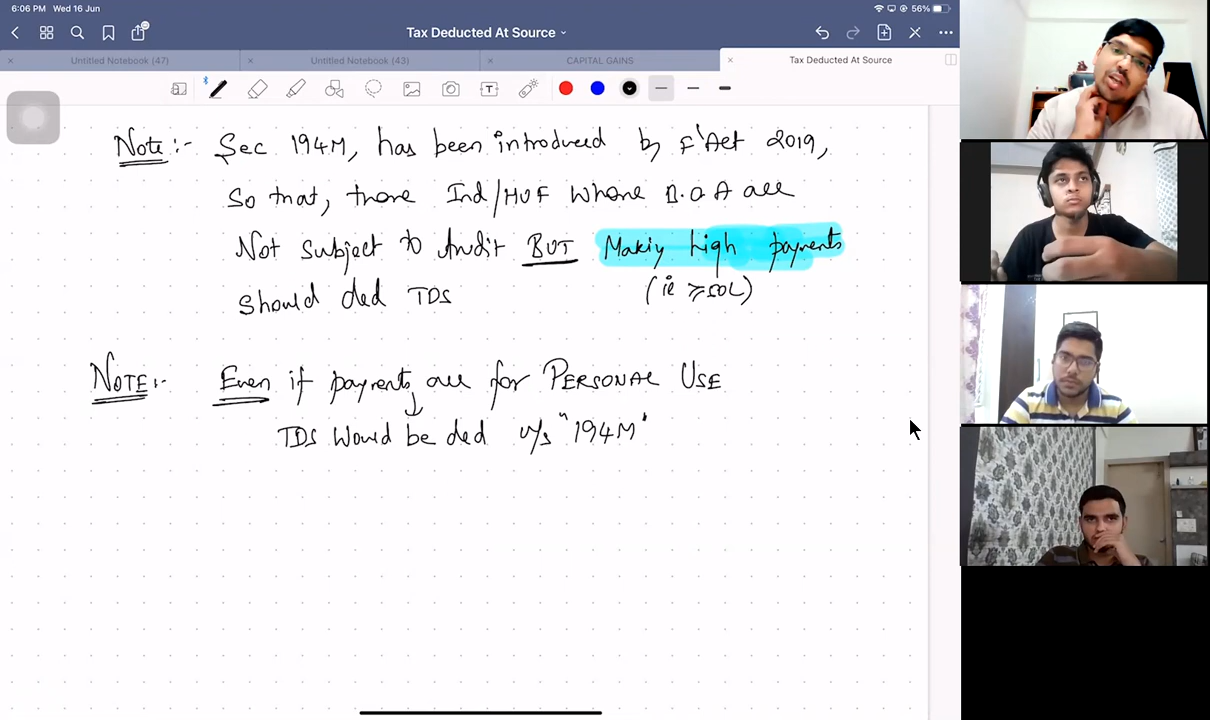 6:06 PM Wed 16 Jun
56%
Tax Deducted At Source
Untitled Notebook (47)
Untitled Notebook (43)
CAPITAL GAINS
Tax Deducted At Source
Note:- Sec 194M, has been introduced by F'Act 2019,
So that, those Ind/HUF whose B.O.A are
Not subject to Audit BUT Making high payments
Should ded TDS (ie ≥50L)
NOTE:- Even if payments are for PERSONAL USE
TDS Would be ded u/s "194M"